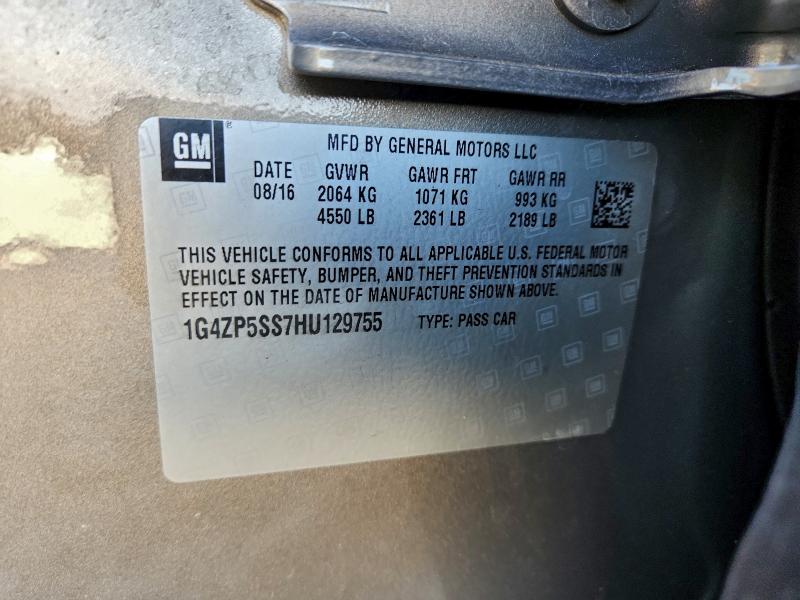 GM ®
MFD BY GENERAL MOTORS LLC
DATE GVWR GAWR FRT GAWR RR
08/16 2064 KG 1071 KG 993 KG
4550 LB 2361 LB 2189 LB
THIS VEHICLE CONFORMS TO ALL APPLICABLE U.S. FEDERAL MOTOR
VEHICLE SAFETY, BUMPER, AND THEFT PREVENTION STANDARDS IN
EFFECT ON THE DATE OF MANUFACTURE SHOWN ABOVE.
1G4ZP5SS7HU129755 TYPE: PASS CAR